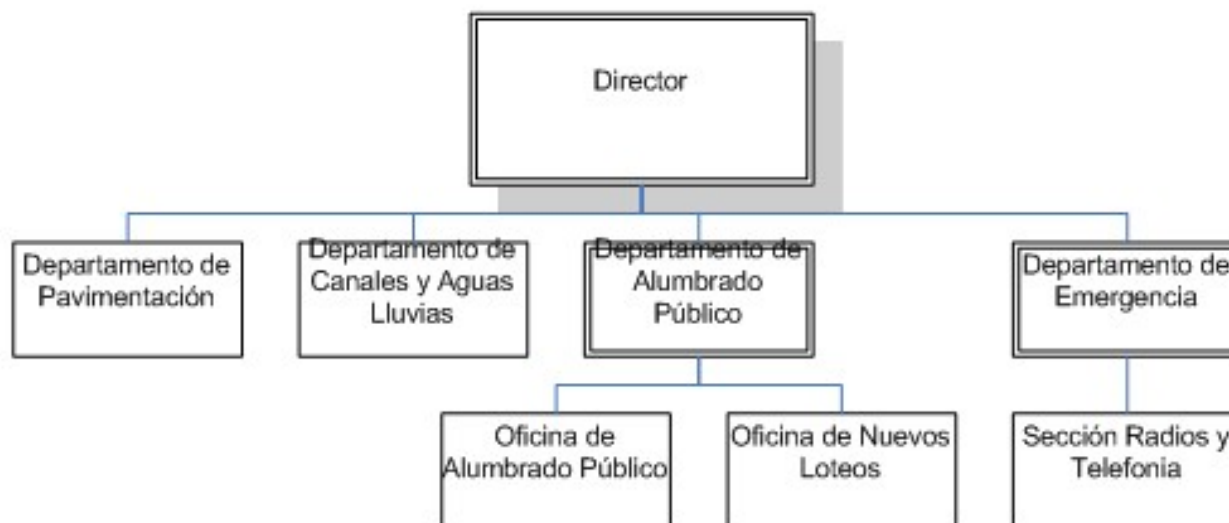 Director
Departamento de
Pavimentación
Departamento de
Canales y Aguas
Lluvias
Departamento de
Alumbrado
Público
Departamento de
Emergencia
Oficina de
Alumbrado Público
Oficina de Nuevos
Loteos
Sección Radios y
Telefonia